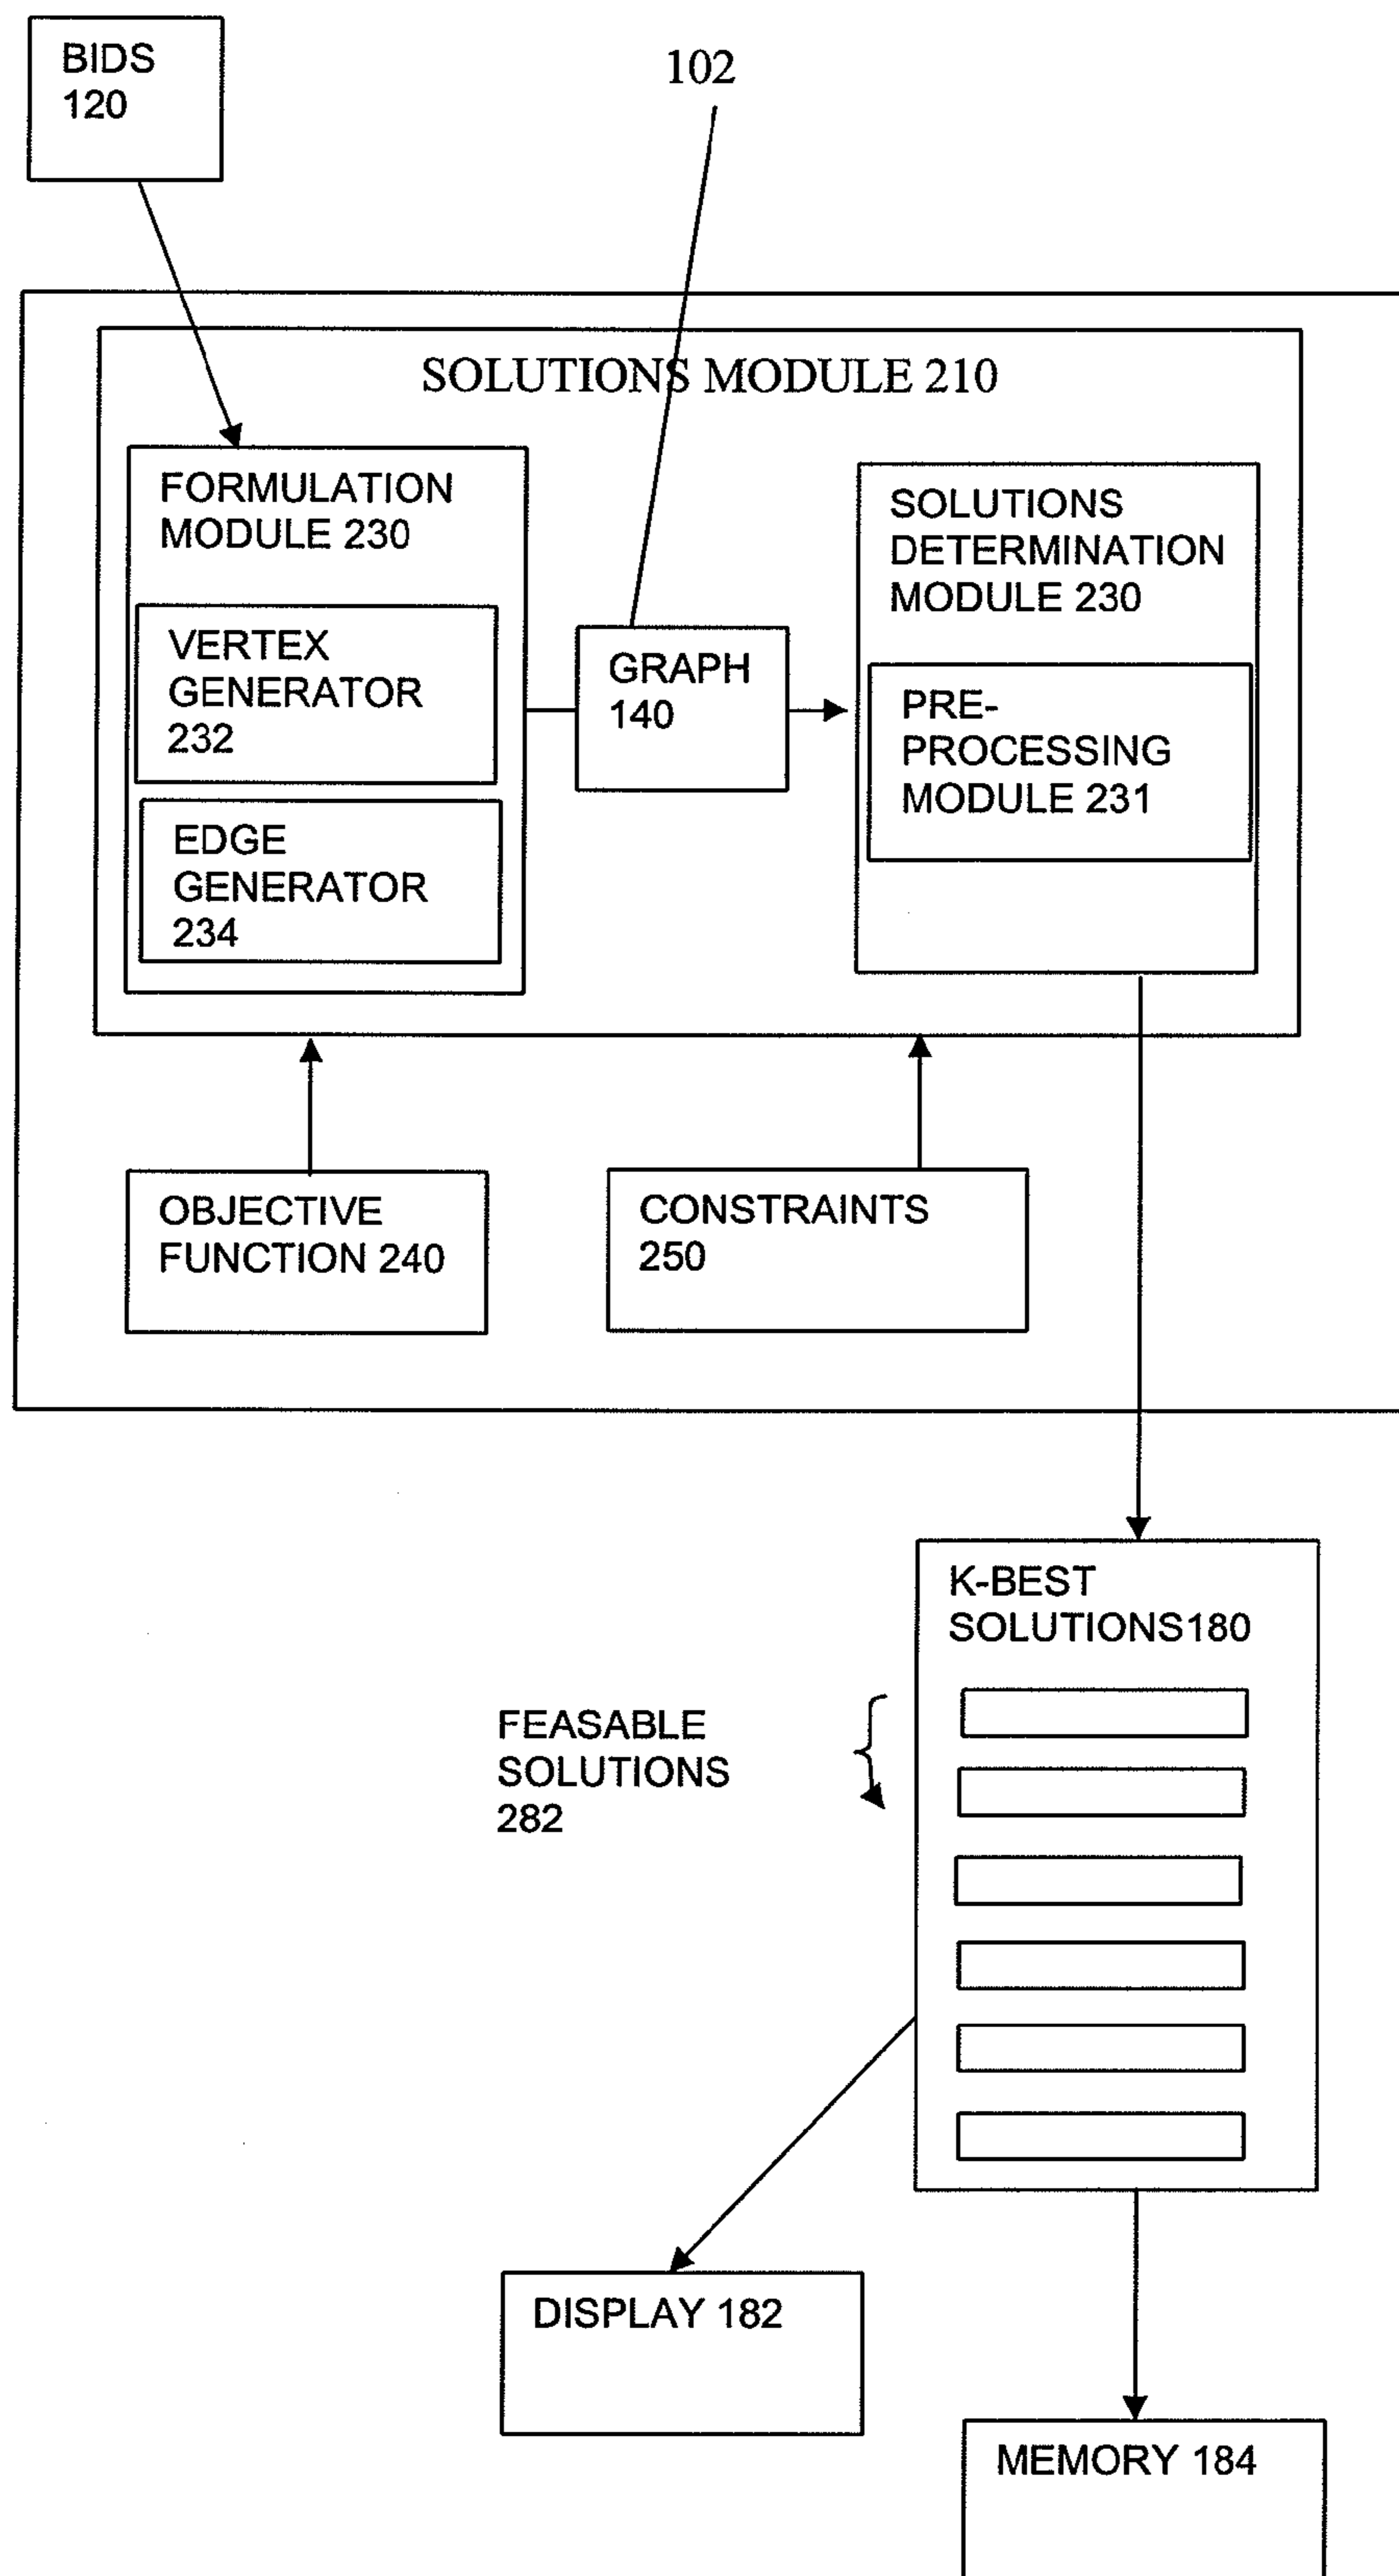 BIDS
120
102
SOLUTIONS MODULE 210
FORMULATION
MODULE 230
VERTEX
GENERATOR
232
EDGE
GENERATOR
234
GRAPH
140
SOLUTIONS
DETERMINATION
MODULE 230
PRE-
PROCESSING
MODULE 231
OBJECTIVE
FUNCTION 240
CONSTRAINTS
250
K-BEST
SOLUTIONS180
FEASABLE
SOLUTIONS
282
DISPLAY 182
MEMORY 184